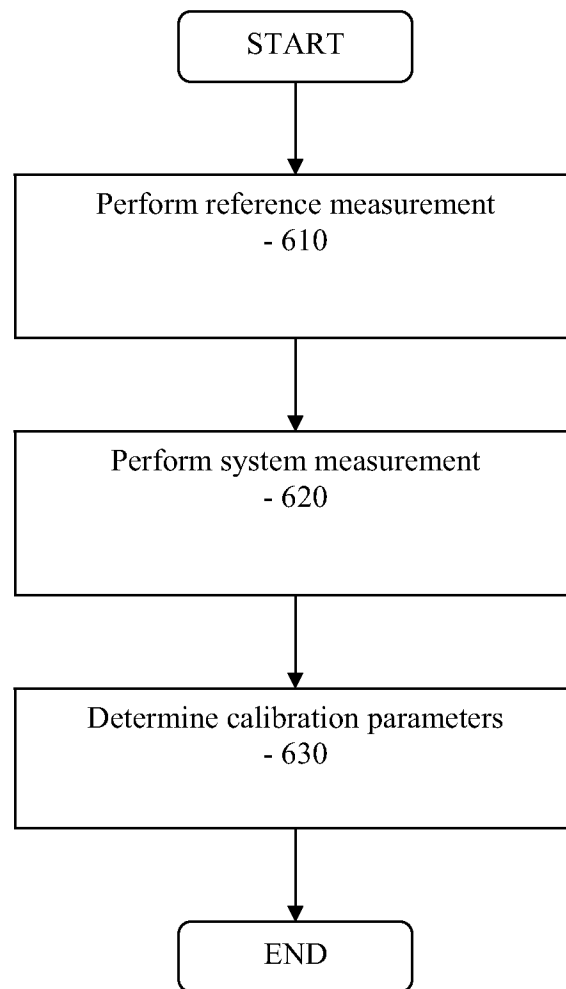 START
Perform reference measurement
- 610
Perform system measurement
- 620
Determine calibration parameters
- 630
END